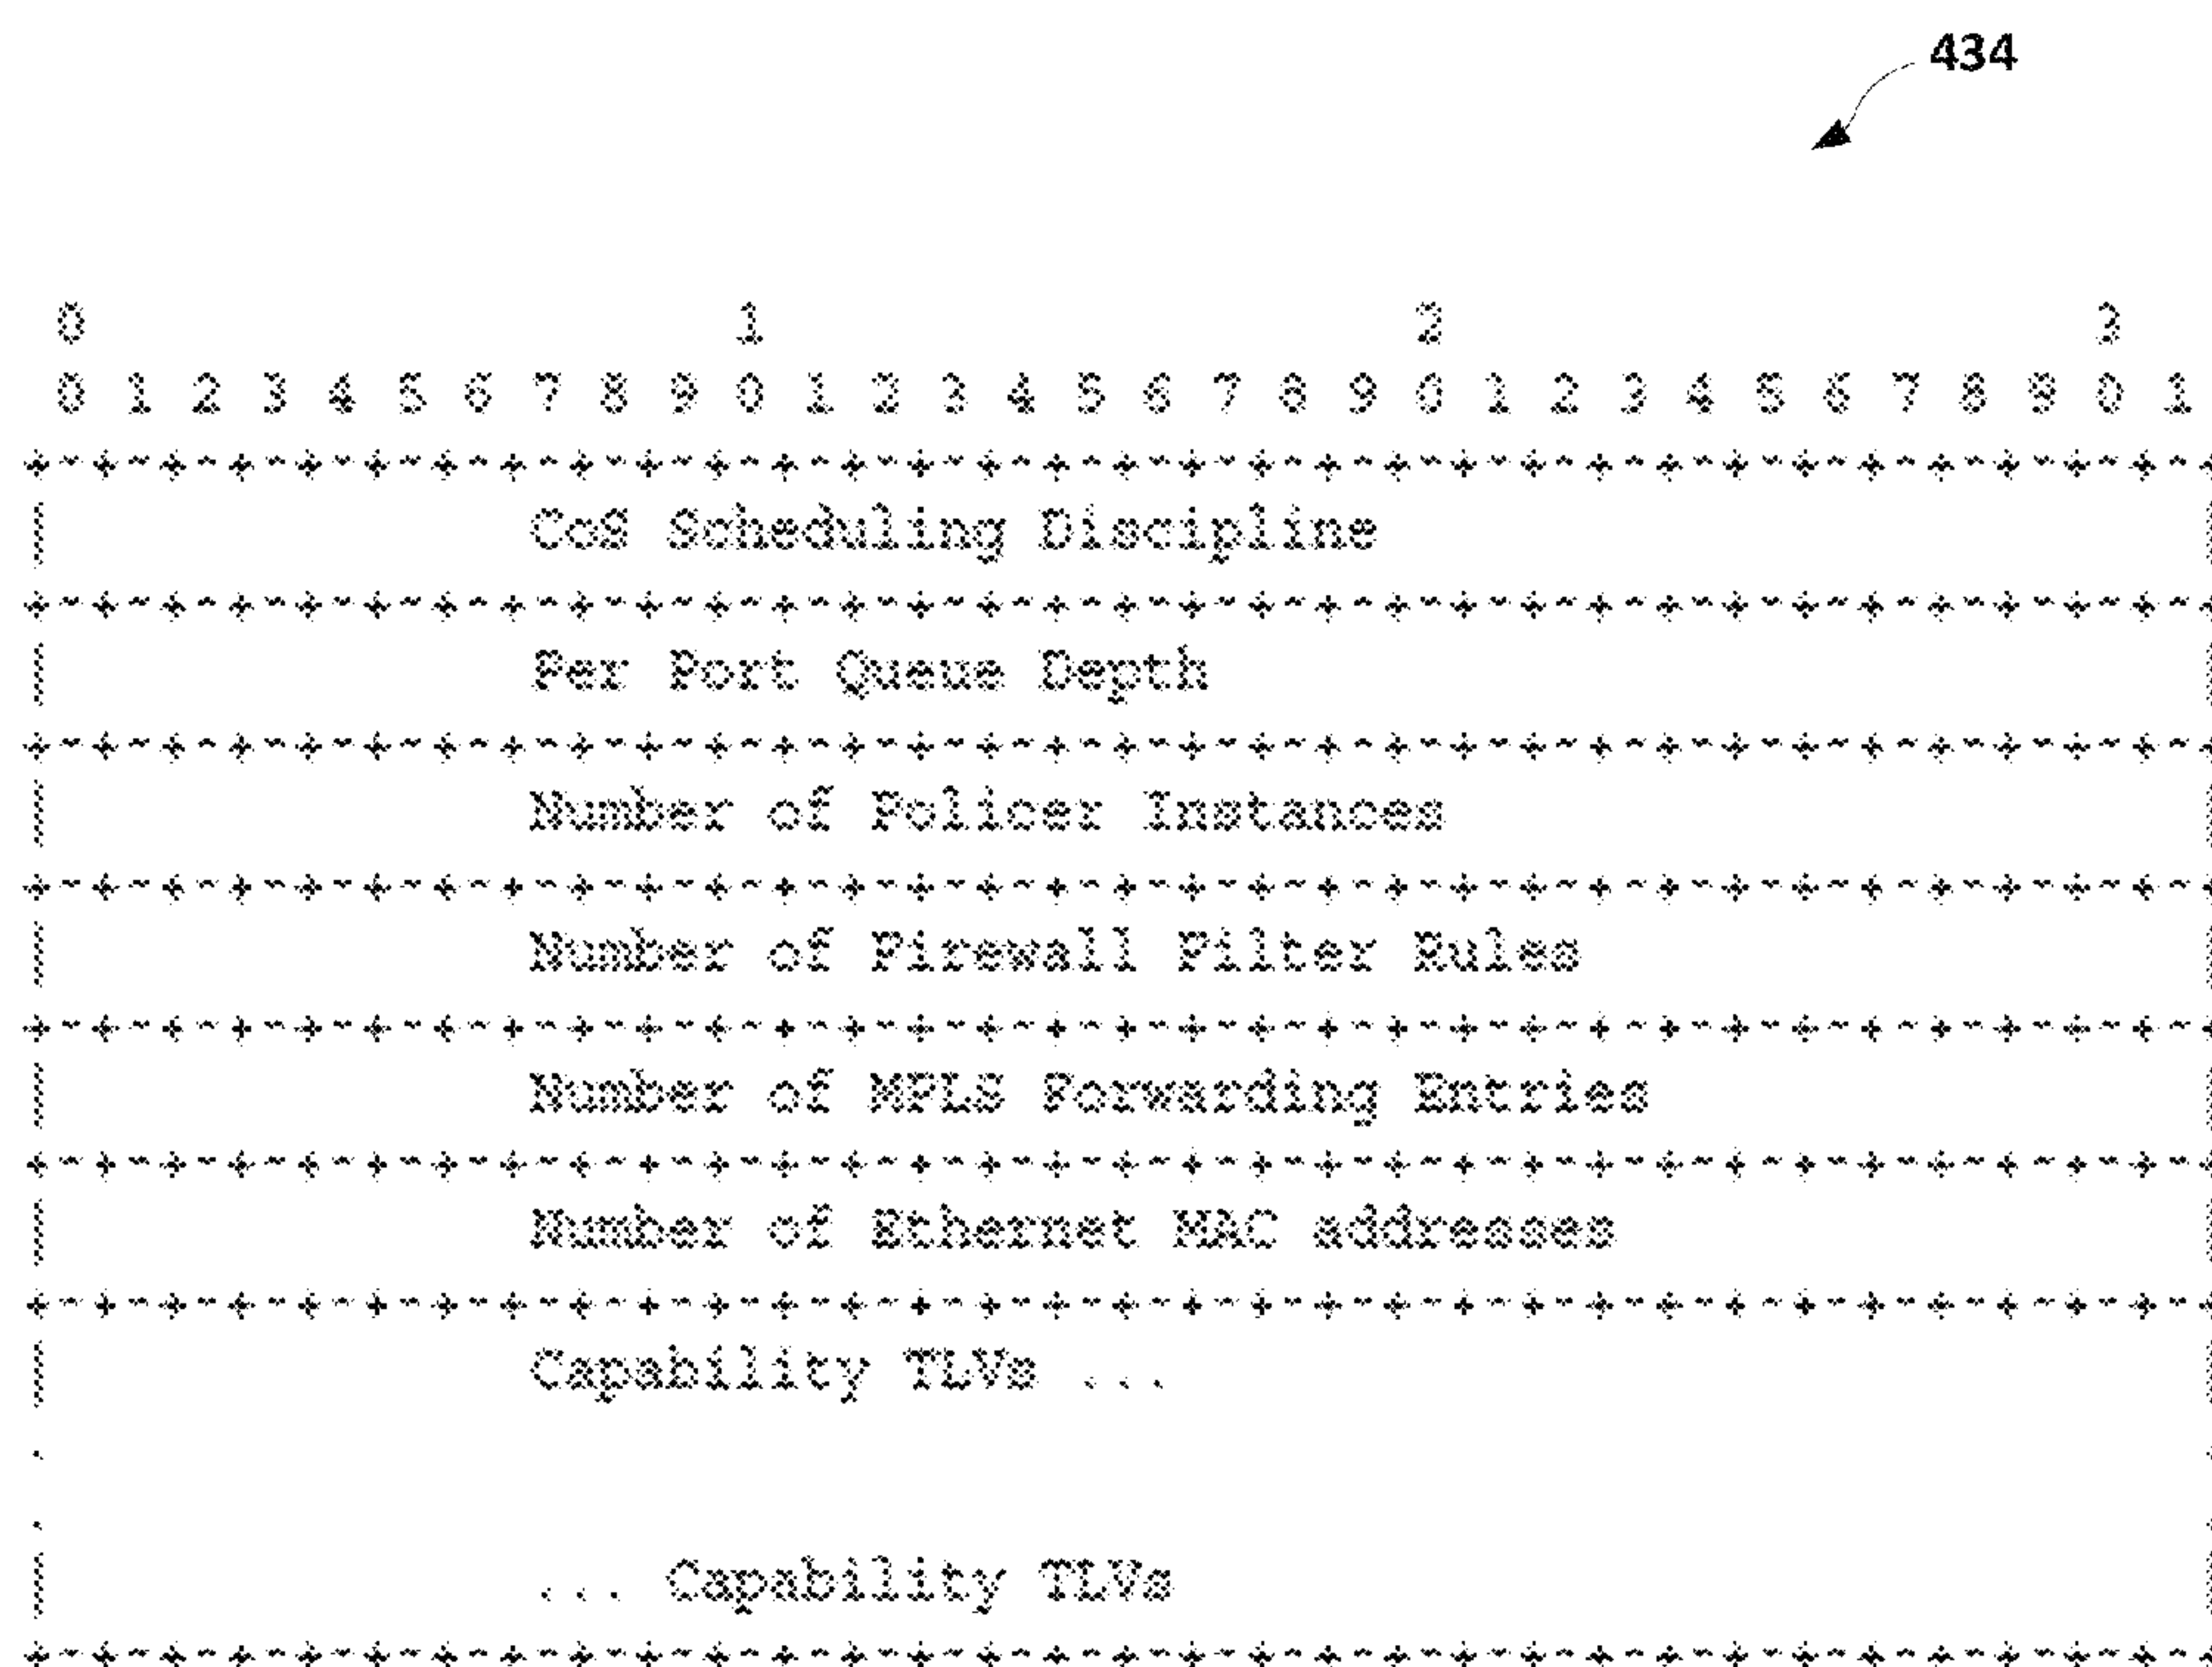 434
0 1 2 3
0 1 2 3 4 5 6 7 8 9 0 1 2 3 4 5 6 7 8 9 0 1 2 3 4 5 6 7 8 9 0 1
+-+-+-+-+-+-+-+-+-+-+-+-+-+-+-+-+-+-+-+-+-+-+-+-+-+-+-+-+-+-+-+-+
| CoS Scheduling Discipline |
+-+-+-+-+-+-+-+-+-+-+-+-+-+-+-+-+-+-+-+-+-+-+-+-+-+-+-+-+-+-+-+-+
| Per Port Queue Depth |
+-+-+-+-+-+-+-+-+-+-+-+-+-+-+-+-+-+-+-+-+-+-+-+-+-+-+-+-+-+-+-+-+
| Number of Policer Instances |
+-+-+-+-+-+-+-+-+-+-+-+-+-+-+-+-+-+-+-+-+-+-+-+-+-+-+-+-+-+-+-+-+
| Number of Firewall Filter Rules |
+-+-+-+-+-+-+-+-+-+-+-+-+-+-+-+-+-+-+-+-+-+-+-+-+-+-+-+-+-+-+-+-+
| Number of MPLS Forwarding Entries |
+-+-+-+-+-+-+-+-+-+-+-+-+-+-+-+-+-+-+-+-+-+-+-+-+-+-+-+-+-+-+-+-+
| Number of Ethernet MAC addresses |
+-+-+-+-+-+-+-+-+-+-+-+-+-+-+-+-+-+-+-+-+-+-+-+-+-+-+-+-+-+-+-+-+
| Capability TLVs ... |
. .
. .
| ... Capability TLVs |
+-+-+-+-+-+-+-+-+-+-+-+-+-+-+-+-+-+-+-+-+-+-+-+-+-+-+-+-+-+-+-+-+